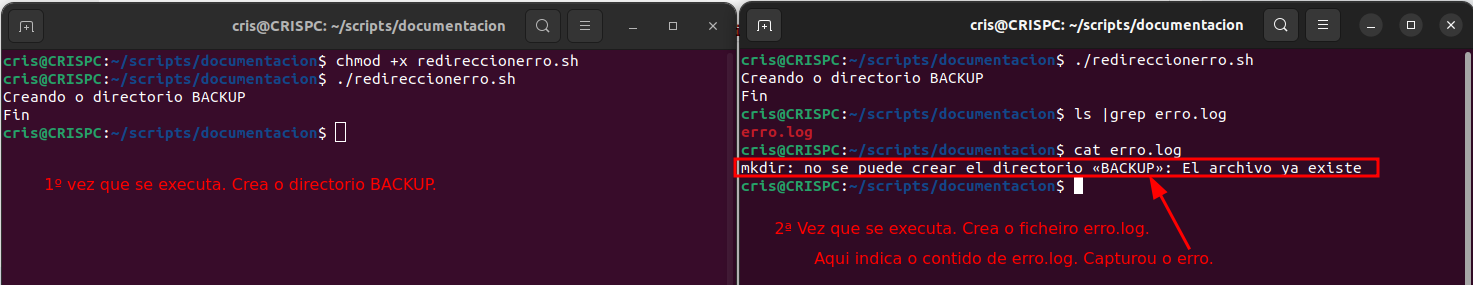 cris@CRISPC: ~/scripts/documentacion
cris@CRISPC:~/scripts/documentacion$ chmod +x redireccionerro.sh
cris@CRISPC:~/scripts/documentacion$ ./redireccionerro.sh
Creando o directorio BACKUP
Fin
cris@CRISPC:~/scripts/documentacion$
1º vez que se executa. Crea o directorio BACKUP.
cris@CRISPC: ~/scripts/documentacion
cris@CRISPC:~/scripts/documentacion$ ./redireccionerro.sh
Creando o directorio BACKUP
Fin
cris@CRISPC:~/scripts/documentacion$ ls |grep erro.log
erro.log
cris@CRISPC:~/scripts/documentacion$ cat erro.log
mkdir: no se puede crear el directorio «BACKUP»: El archivo ya existe
cris@CRISPC:~/scripts/documentacion$
2ª Vez que se executa. Crea o ficheiro erro.log.
Aqui indica o contido de erro.log. Capturou o erro.